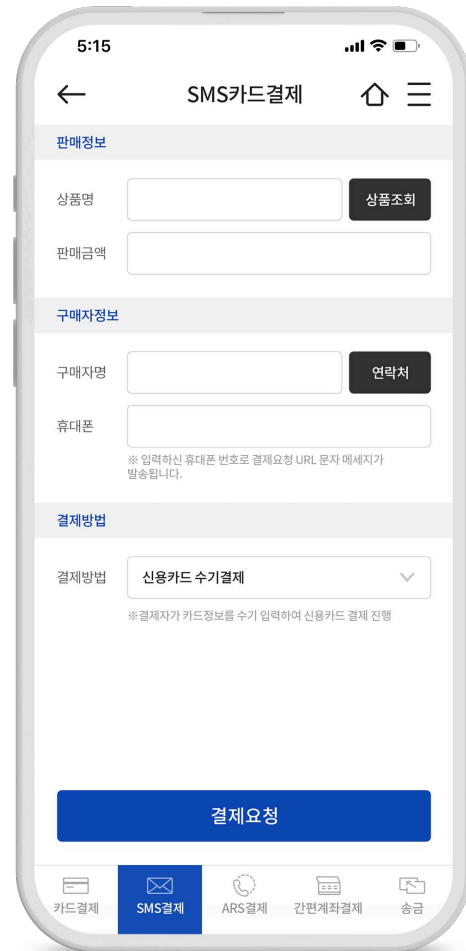 5:15
SMS카드결제
판매정보
상품명
상품조회
판매금액
구매자정보
구매자명
연락처
휴대폰
※ 입력하신 휴대폰 번호로 결제요청 URL 문자 메세지가
발송됩니다.
결제방법
결제방법 신용카드 수기결제
※결제자가 카드정보를 수기 입력하여 신용카드 결제 진행
결제요청
카드결제 SMS결제 ARS결제 간편계좌결제 송금